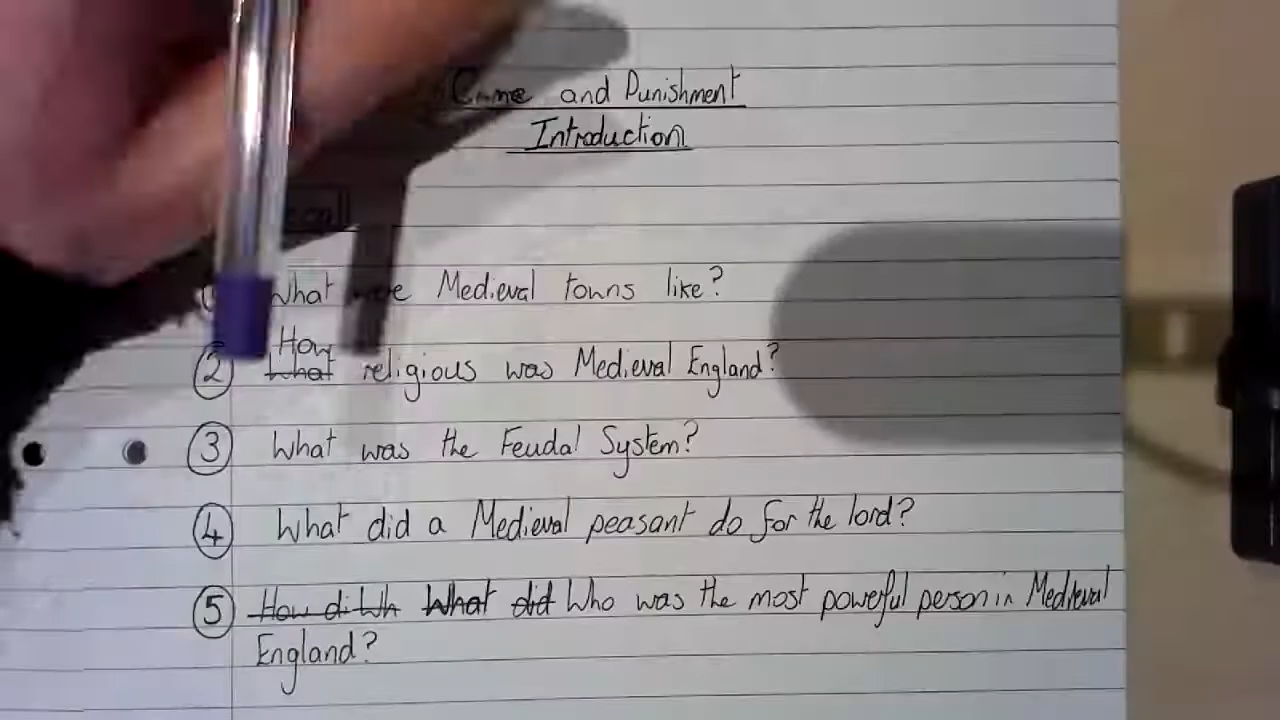 Crime and Punishment
Introduction
What were Medieval towns like?
How
② What religious was Medieval England?
③ What was the Feudal System?
④ What did a Medieval peasant do for the lord?
⑤ How di Wh What did Who was the most powerful person in Medieval
England?